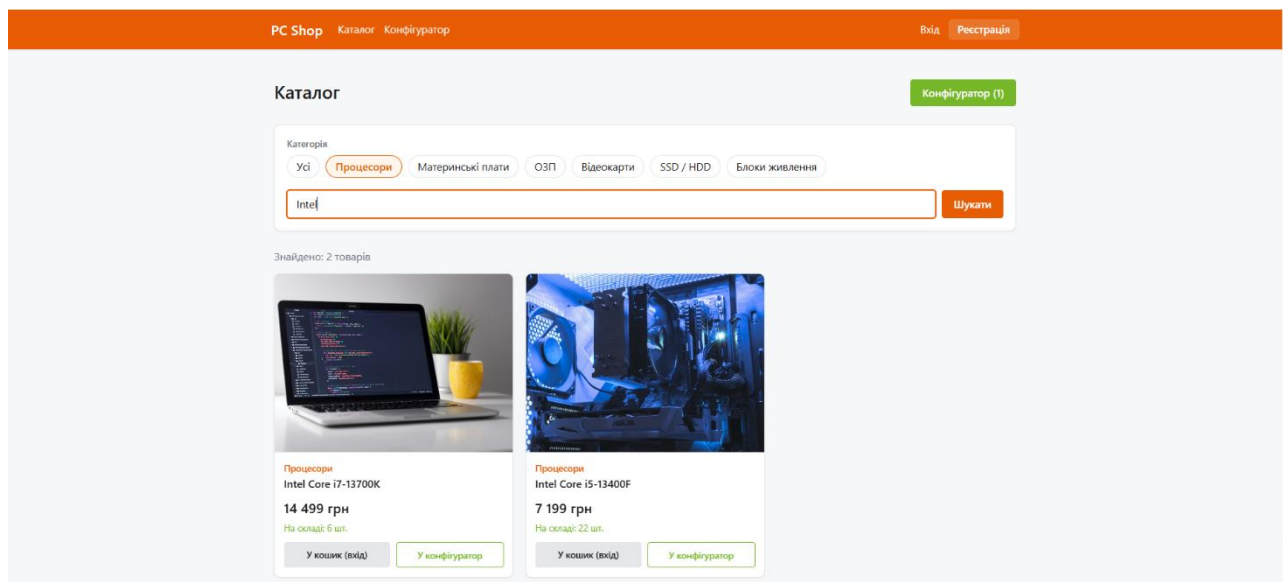 PC Shop Каталог Конфігуратор Вхід Реєстрація
Каталог Конфігуратор (1)
Категорія
Усі Процесори Материнські плати ОЗП Відеокарти SSD / HDD Блоки живлення
Intel Шукати
Знайдено: 2 товарів
Процесори Процесори
Intel Core i7-13700K Intel Core i5-13400F
14 499 грн 7 199 грн
На складі: 6 шт. На складі: 22 шт.
У кошик (вхід) У конфігуратор У кошик (вхід) У конфігуратор